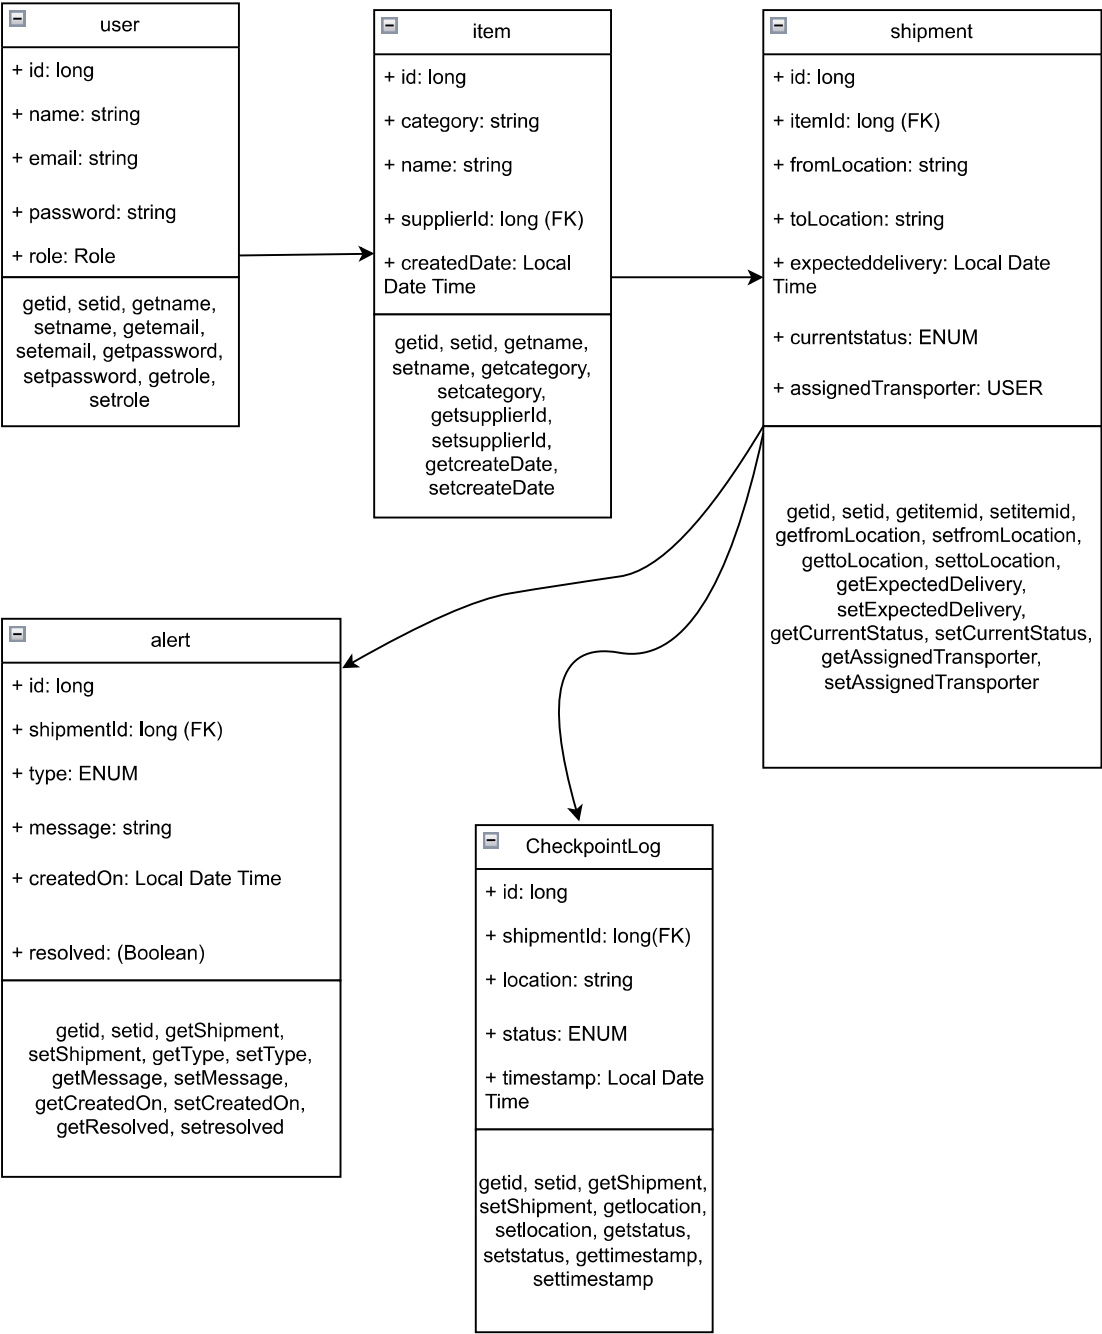 user
+ id: long
+ name: string
+ email: string
+ password: string
+ role: Role
getid, setid, getname,
setname, getemail,
setemail, getpassword,
setpassword, getrole,
setrole
item
+ id: long
+ category: string
+ name: string
+ supplierId: long (FK)
+ createdDate: Local
Date Time
getid, setid, getname,
setname, getcategory,
setcategory,
getsupplierId,
setsupplierId,
getcreateDate,
setcreateDate
shipment
+ id: long
+ itemId: long (FK)
+ fromLocation: string
+ toLocation: string
+ expecteddelivery: Local Date
Time
+ currentstatus: ENUM
+ assignedTransporter: USER
getid, setid, getitemid, setitemid,
getfromLocation, setfromLocation,
gettoLocation, settoLocation,
getExpectedDelivery,
setExpectedDelivery,
getCurrentStatus, setCurrentStatus,
getAssignedTransporter,
setAssignedTransporter
alert
+ id: long
+ shipmentId: long (FK)
+ type: ENUM
+ message: string
+ createdOn: Local Date Time
+ resolved: (Boolean)
getid, setid, getShipment,
setShipment, getType, setType,
getMessage, setMessage,
getCreatedOn, setCreatedOn,
getResolved, setresolved
CheckpointLog
+ id: long
+ shipmentId: long(FK)
+ location: string
+ status: ENUM
+ timestamp: Local Date
Time
getid, setid, getShipment,
setShipment, getlocation,
setlocation, getstatus,
setstatus, gettimestamp,
settimestamp